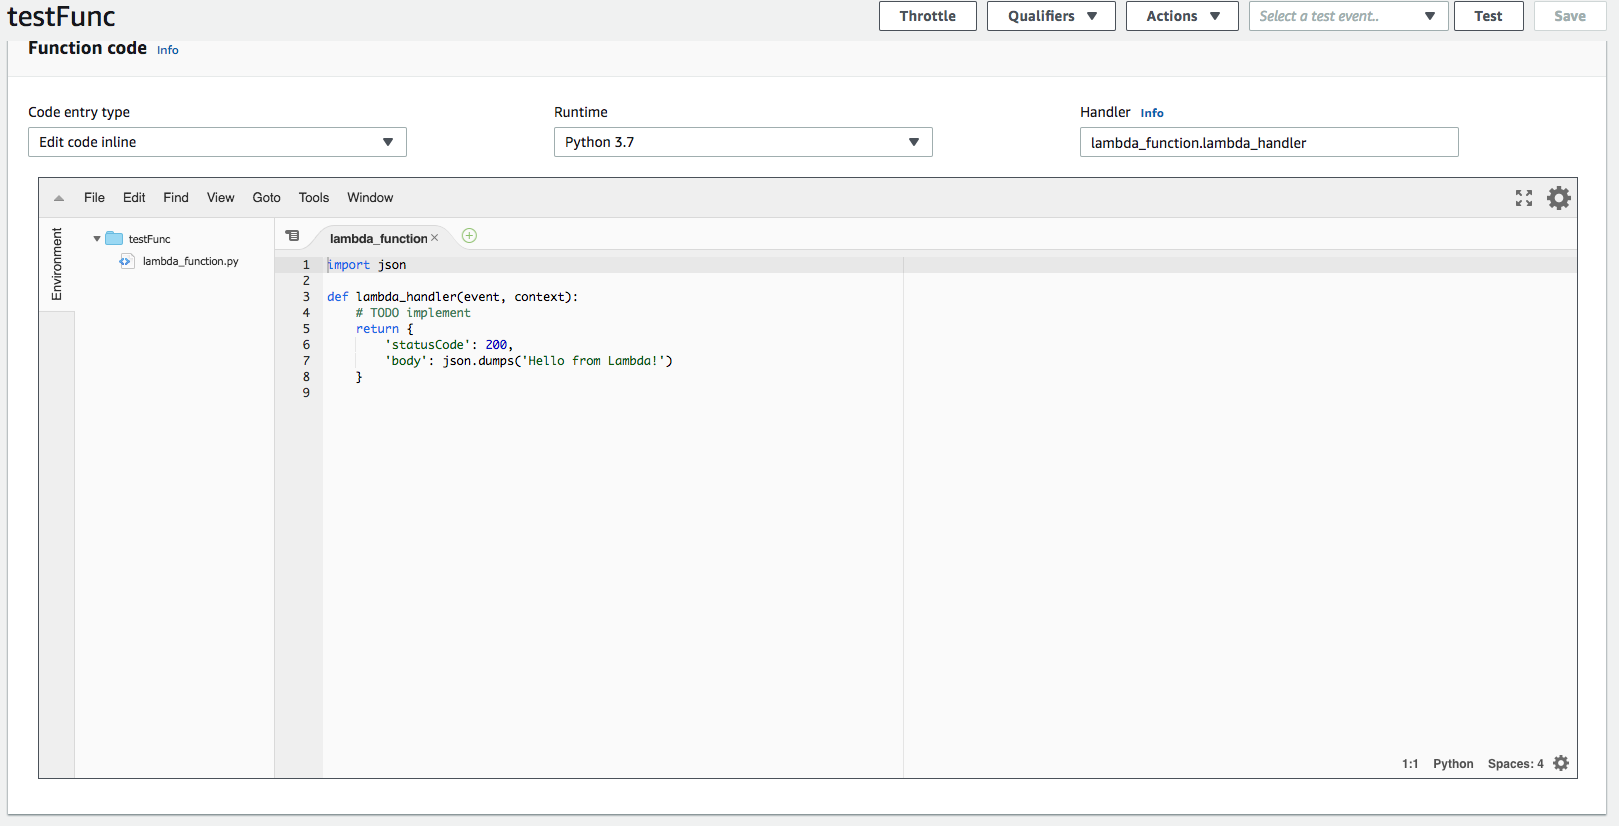 testFunc
Throttle Qualifiers Actions Select a test event.. Test Save
Function code Info
Code entry type Runtime Handler Info
Edit code inline Python 3.7 lambda_function.lambda_handler
File Edit Find View Goto Tools Window
Environment
testFunc
lambda_function.py
lambda_function
1 import json
2
3 def lambda_handler(event, context):
4     # TODO implement
5     return {
6         'statusCode': 200,
7         'body': json.dumps('Hello from Lambda!')
8     }
9
1:1 Python Spaces: 4